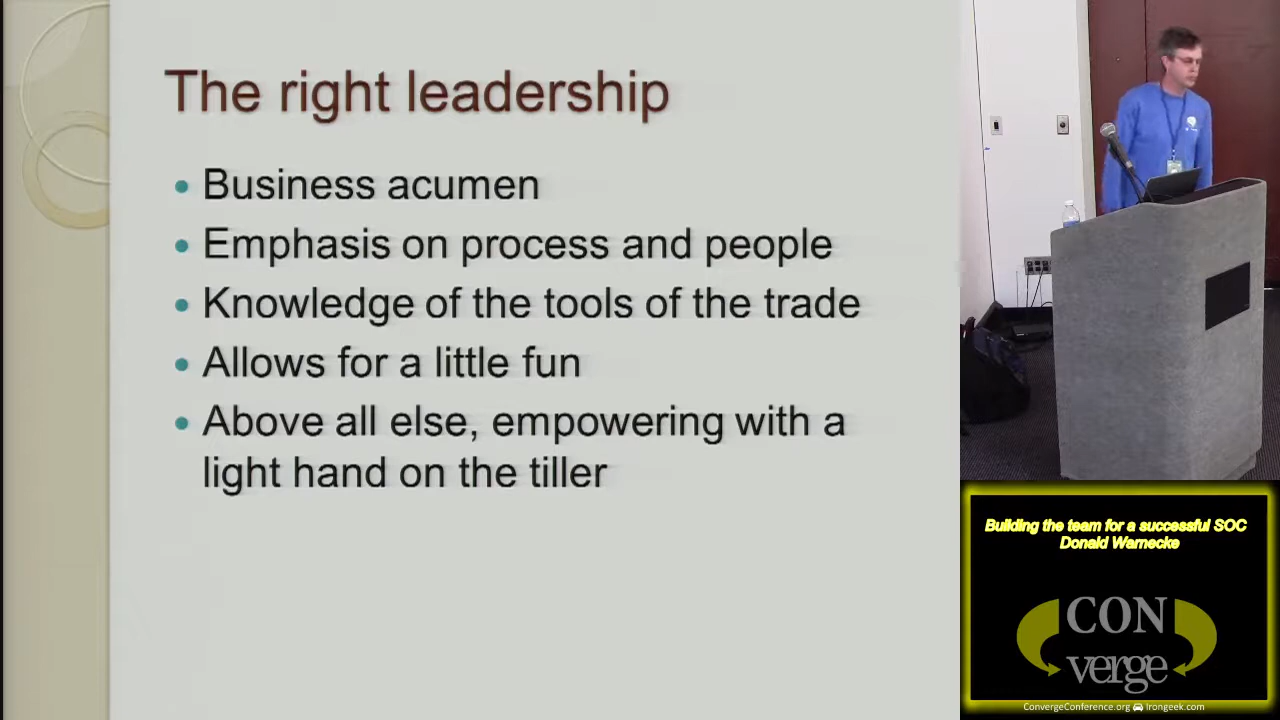 The right leadership
Business acumen
Emphasis on process and people
Knowledge of the tools of the trade
Allows for a little fun
Above all else, empowering with a
light hand on the tiller
Building the team for a successful SOC
Donald Warnecke
CON
verge
ConvergeConference.org Irongeek.com